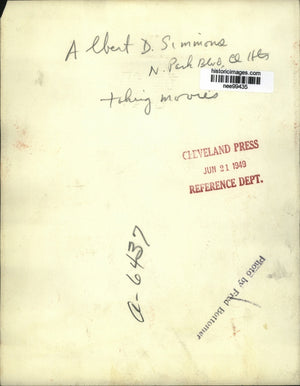 Albert D. Simmons
N. Park Blvd, Cl Hts
taking movies
historicimages.com
nee99435
CLEVELAND PRESS
JUN 21 1949
REFERENCE DEPT.
a-6437
Photo by Fred Bottomer